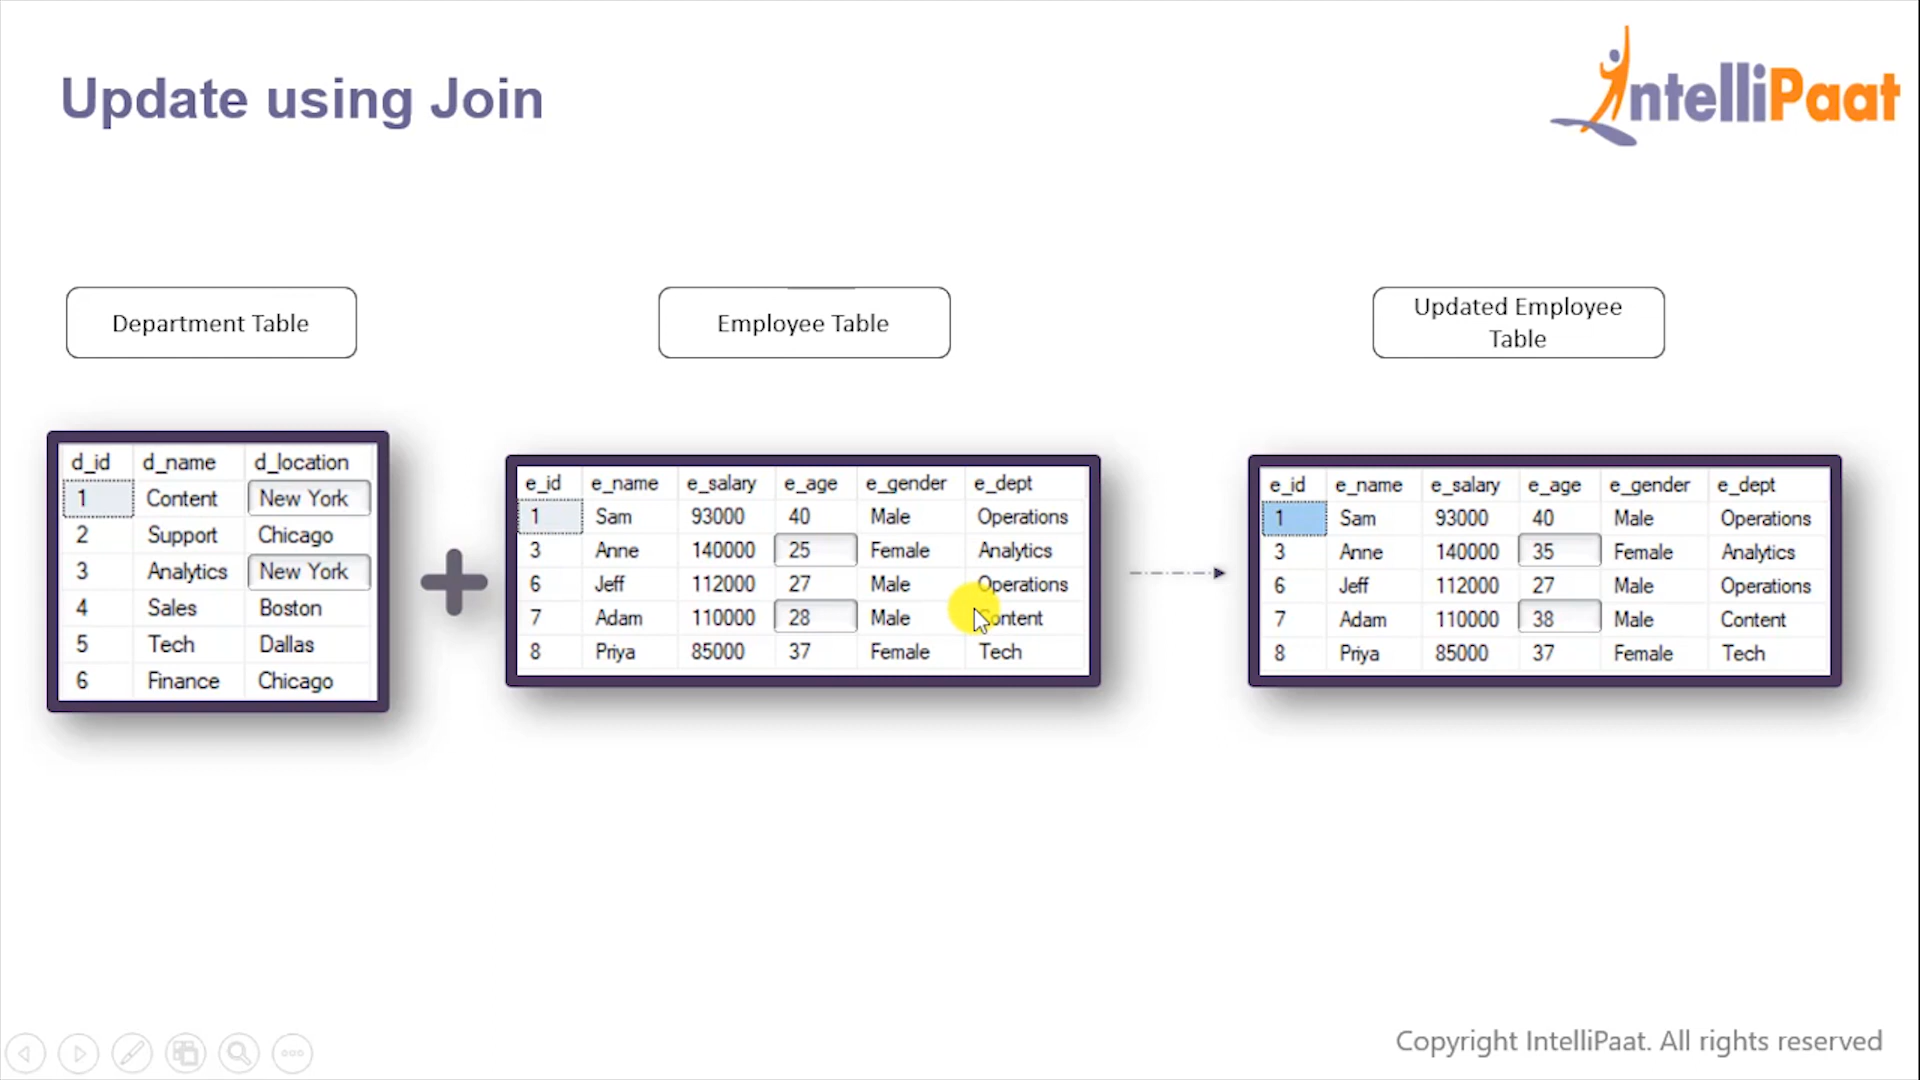 Update using Join
IntelliPaat
Department Table
Employee Table
Updated Employee
Table
d_id d_name d_location
1 Content New York
2 Support Chicago
3 Analytics New York
4 Sales Boston
5 Tech Dallas
6 Finance Chicago
e_id e_name e_salary e_age e_gender e_dept
1 Sam 93000 40 Male Operations
3 Anne 140000 25 Female Analytics
6 Jeff 112000 27 Male Operations
7 Adam 110000 28 Male Content
8 Priya 85000 37 Female Tech
e_id e_name e_salary e_age e_gender e_dept
1 Sam 93000 40 Male Operations
3 Anne 140000 35 Female Analytics
6 Jeff 112000 27 Male Operations
7 Adam 110000 38 Male Content
8 Priya 85000 37 Female Tech
Copyright IntelliPaat. All rights reserved